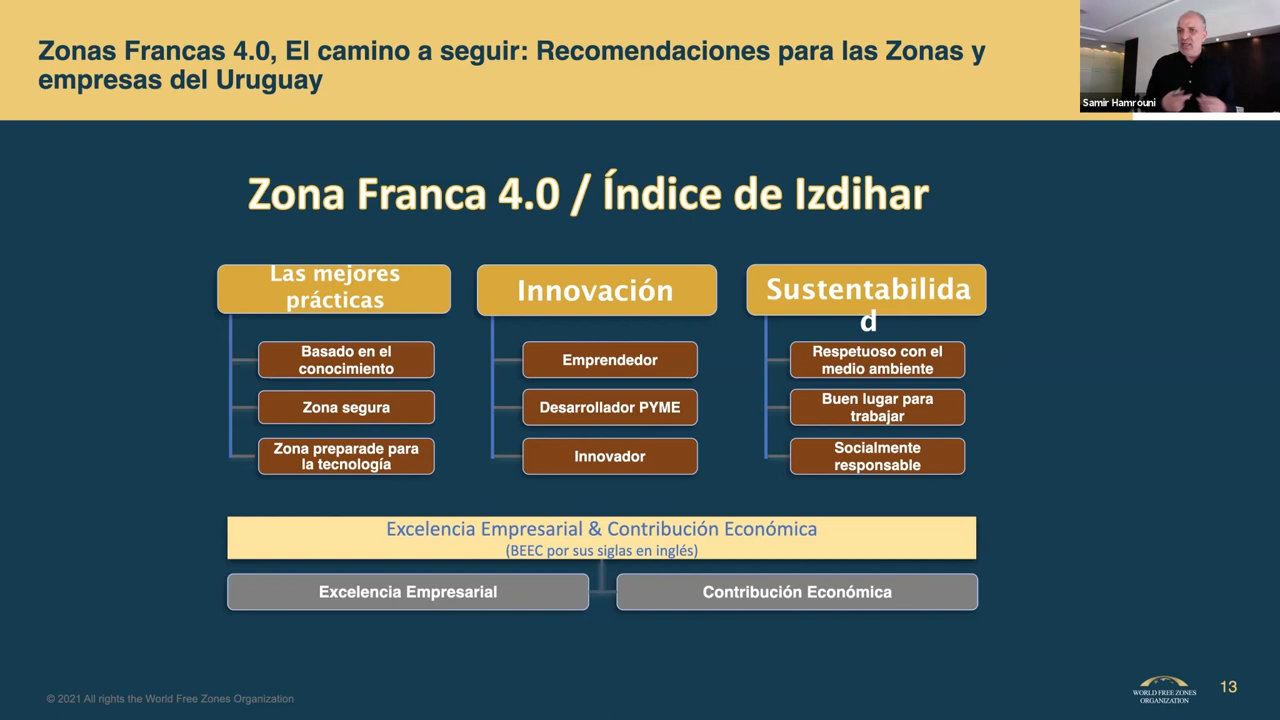 Zonas Francas 4.0, El camino a seguir: Recomendaciones para las Zonas y
empresas del Uruguay
Samir Hamrouni
Zona Franca 4.0 / Índice de Izdihar
Las mejores
prácticas
Basado en el
conocimiento
Zona segura
Zona preparade para
la tecnología
Innovación
Emprendedor
Desarrollador PYME
Innovador
Sustentabilida
d
Respetuoso con el
medio ambiente
Buen lugar para
trabajar
Socialmente
responsable
Excelencia Empresarial & Contribución Económica
(BEEC por sus siglas en inglés)
Excelencia Empresarial
Contribución Económica
© 2021 All rights the World Free Zones Organization
WORLD FREE ZONES
ORGANIZATION
13